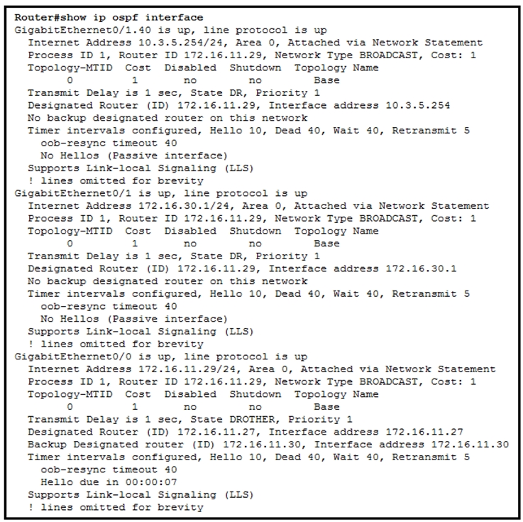 Router#show ip ospf interface
GigabitEthernet0/1.40 is up, line protocol is up
Internet Address 10.3.5.254/24, Area 0, Attached via Network Statement
Process ID 1, Router ID 172.16.11.29, Network Type BROADCAST, Cost: 1
Topology-MTID Cost Disabled Shutdown Topology Name
0 1 no no Base
Transmit Delay is 1 sec, State DR, Priority 1
Designated Router (ID) 172.16.11.29, Interface address 10.3.5.254
No backup designated router on this network
Timer intervals configured, Hello 10, Dead 40, Wait 40, Retransmit 5
oob-resync timeout 40
No Hellos (Passive interface)
Supports Link-local Signaling (LLS)
! lines omitted for brevity
GigabitEthernet0/1 is up, line protocol is up
Internet Address 172.16.30.1/24, Area 0, Attached via Network Statement
Process ID 1, Router ID 172.16.11.29, Network Type BROADCAST, Cost: 1
Topology-MTID Cost Disabled Shutdown Topology Name
0 1 no no Base
Transmit Delay is 1 sec, State DR, Priority 1
Designated Router (ID) 172.16.11.29, Interface address 172.16.30.1
No backup designated router on this network
Timer intervals configured, Hello 10, Dead 40, Wait 40, Retransmit 5
oob-resync timeout 40
No Hellos (Passive interface)
Supports Link-local Signaling (LLS)
! lines omitted for brevity
GigabitEthernet0/0 is up, line protocol is up
Internet Address 172.16.11.29/24, Area 0, Attached via Network Statement
Process ID 1, Router ID 172.16.11.29, Network Type BROADCAST, Cost: 1
Topology-MTID Cost Disabled Shutdown Topology Name
0 1 no no Base
Transmit Delay is 1 sec, State DROTHER, Priority 1
Designated Router (ID) 172.16.11.27, Interface address 172.16.11.27
Backup Designated router (ID) 172.16.11.30, Interface address 172.16.11.30
Timer intervals configured, Hello 10, Dead 40, Wait 40, Retransmit 5
oob-resync timeout 40
Hello due in 00:00:07
Supports Link-local Signaling (LLS)
! lines omitted for brevity